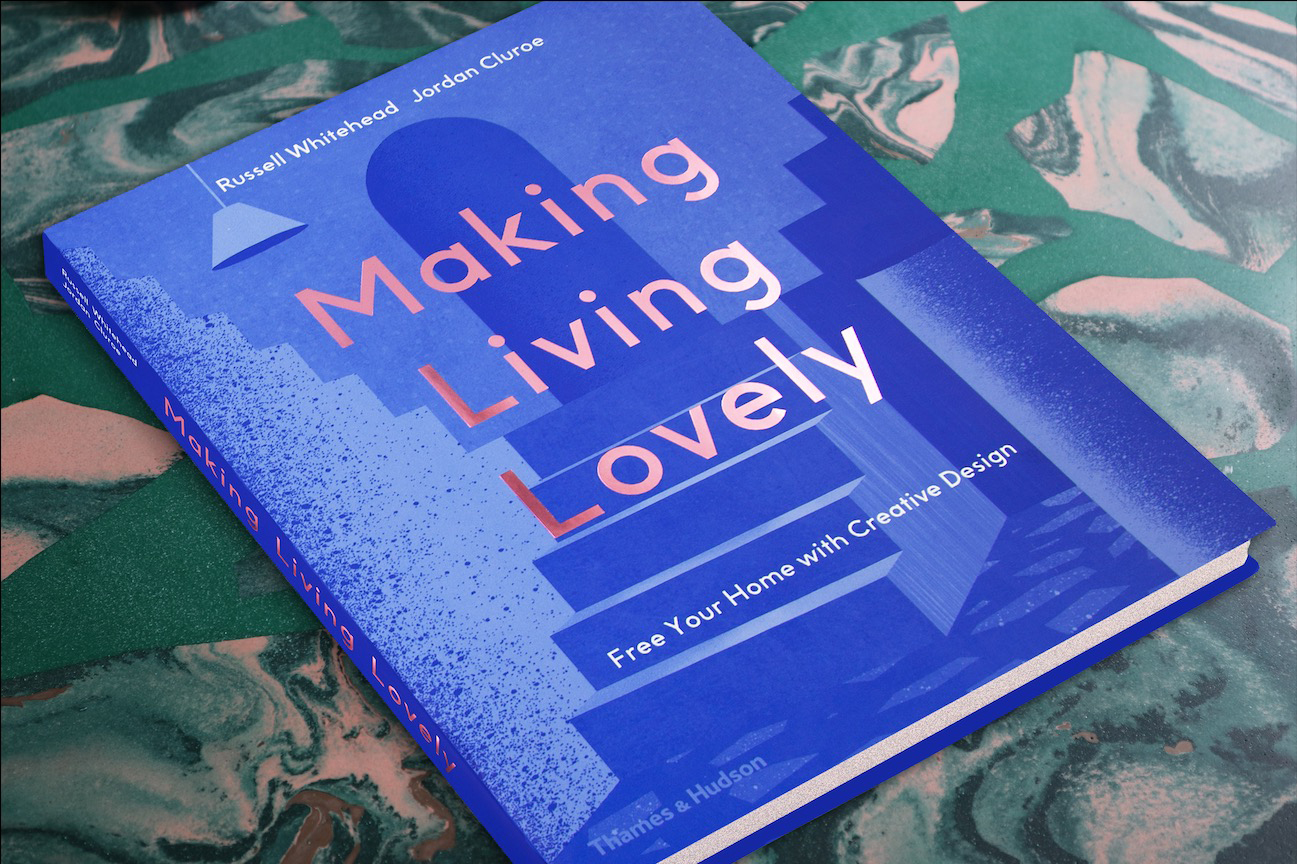 Russell Whitehead Jordan Cluroe
Making
Living
Lovely
Free Your Home with Creative Design
Thames & Hudson
Russell Whitehead
Jordan Cluroe
Making Living Lovely